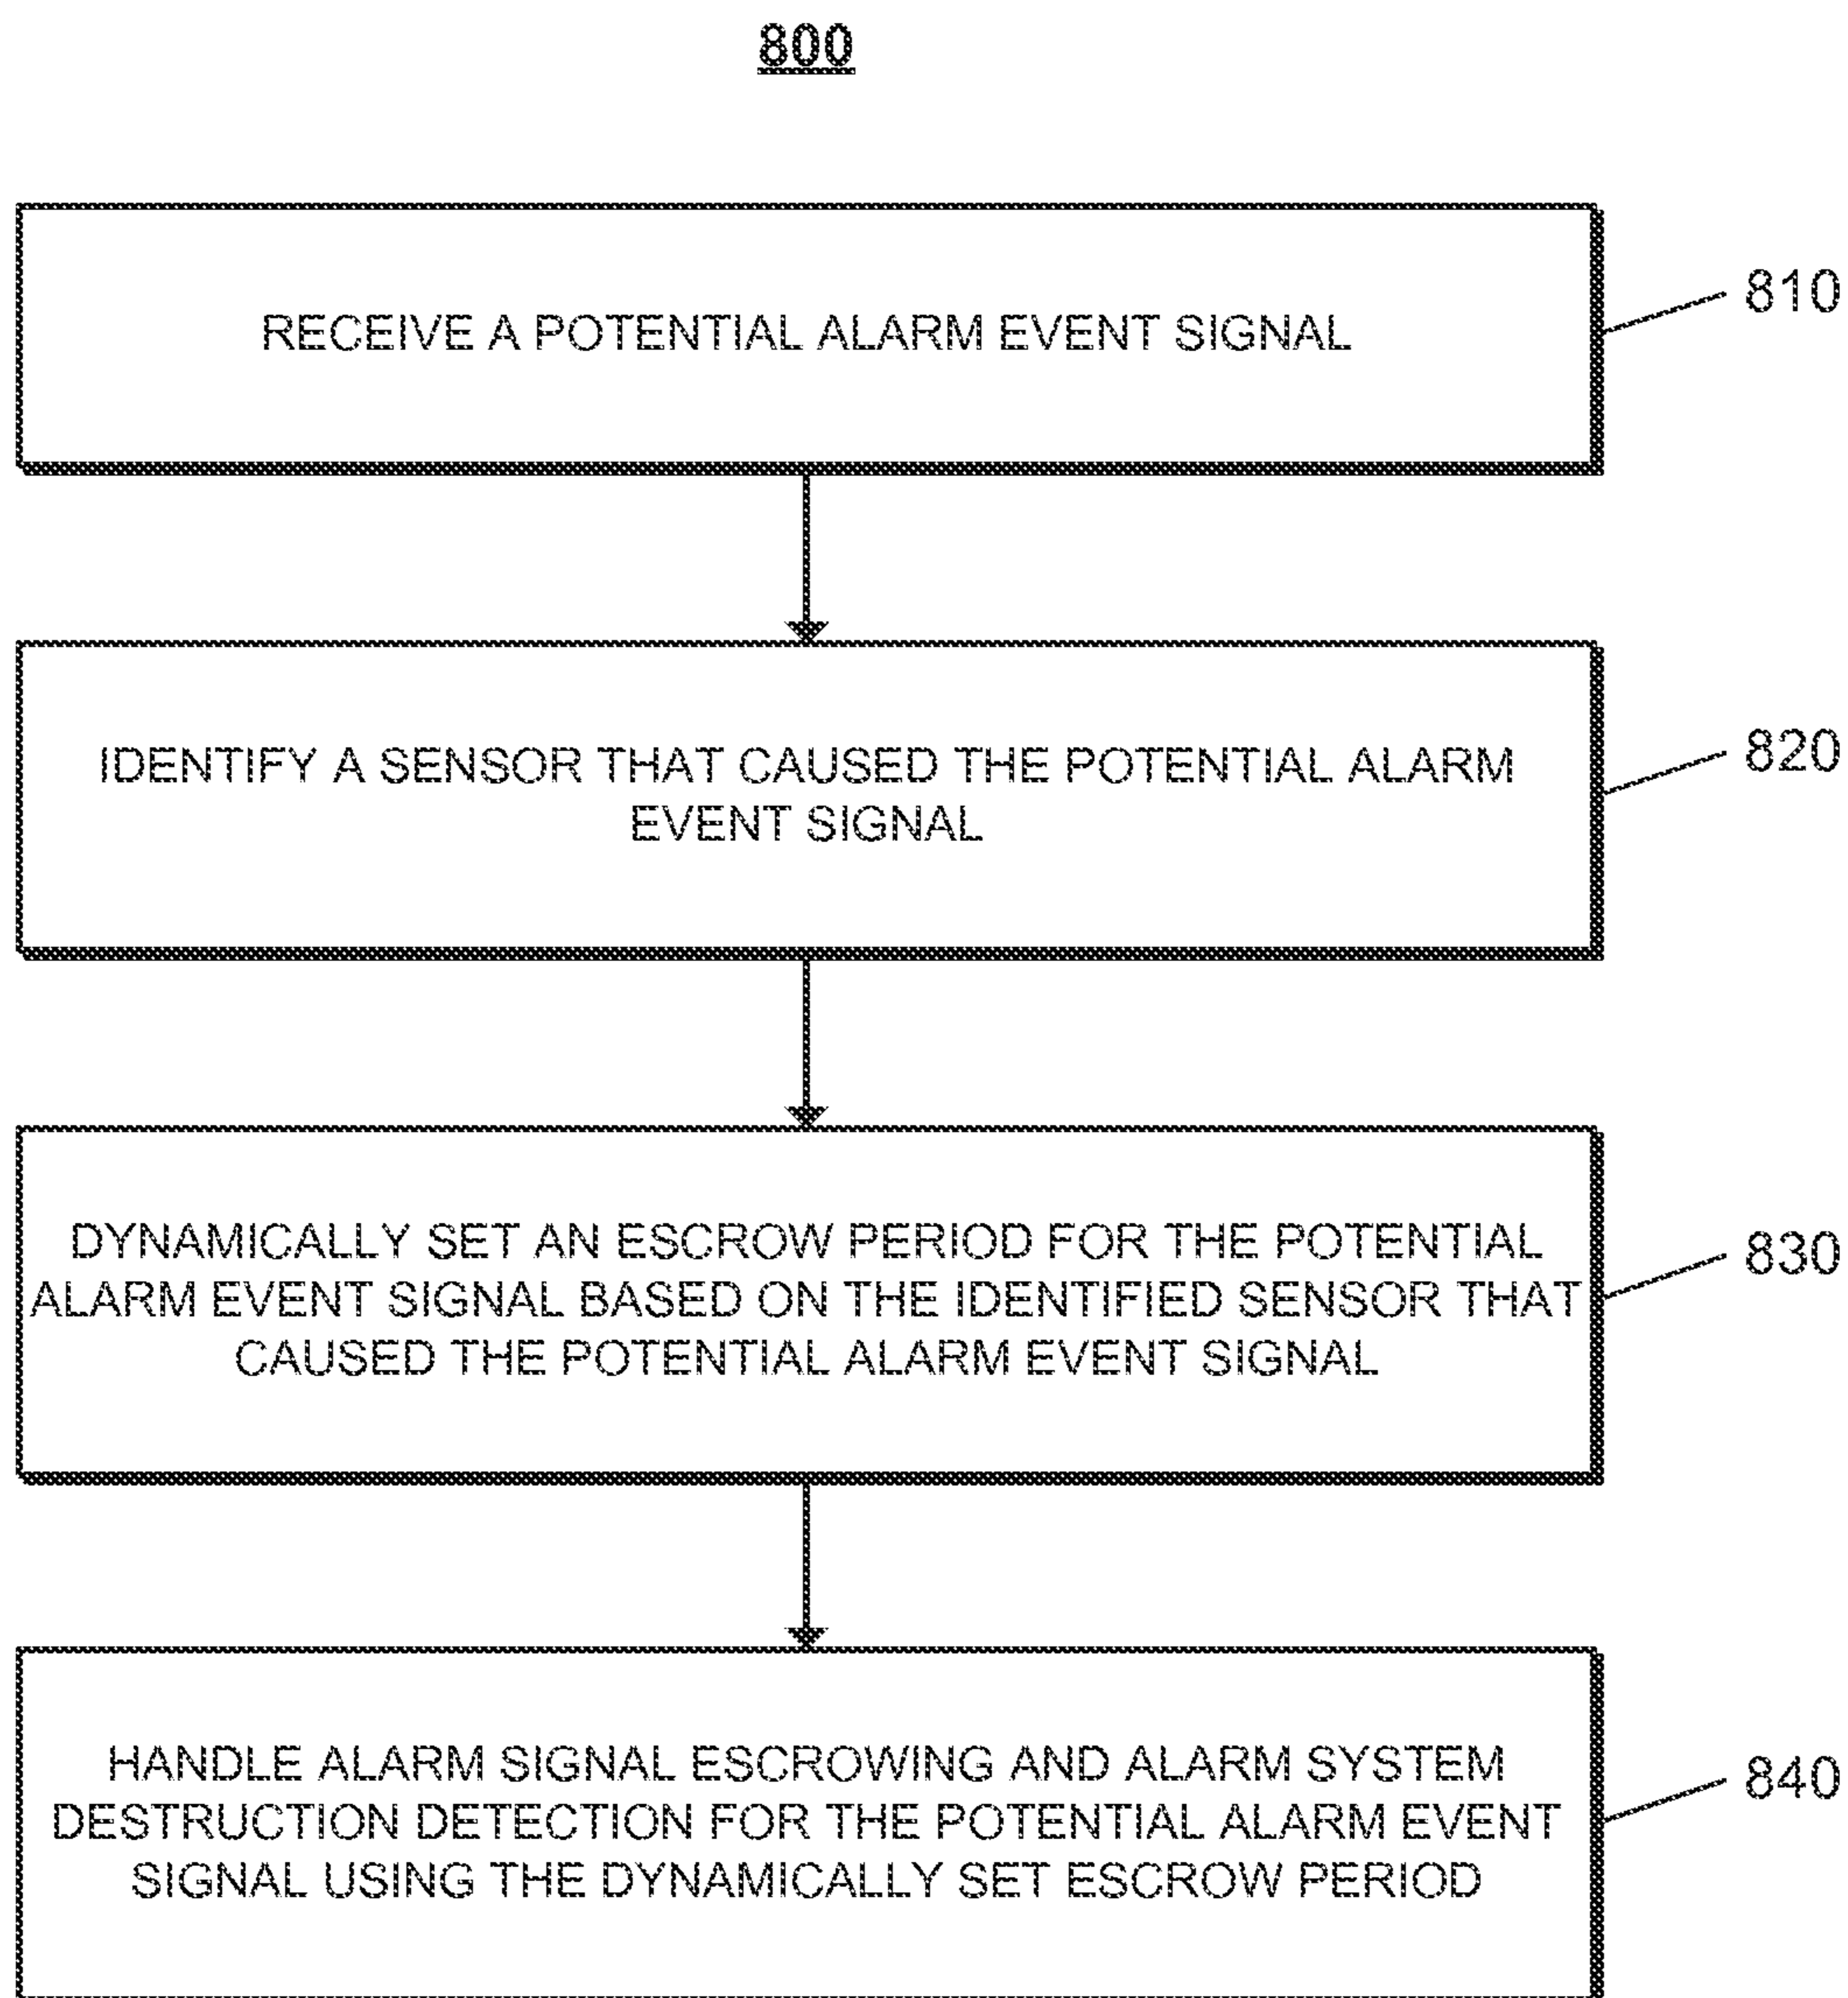 800
RECEIVE A POTENTIAL ALARM EVENT SIGNAL
810
IDENTIFY A SENSOR THAT CAUSED THE POTENTIAL ALARM
EVENT SIGNAL
820
DYNAMICALLY SET AN ESCROW PERIOD FOR THE POTENTIAL
ALARM EVENT SIGNAL BASED ON THE IDENTIFIED SENSOR THAT
CAUSED THE POTENTIAL ALARM EVENT SIGNAL
830
HANDLE ALARM SIGNAL ESCROWING AND ALARM SYSTEM
DESTRUCTION DETECTION FOR THE POTENTIAL ALARM EVENT
SIGNAL USING THE DYNAMICALLY SET ESCROW PERIOD
840